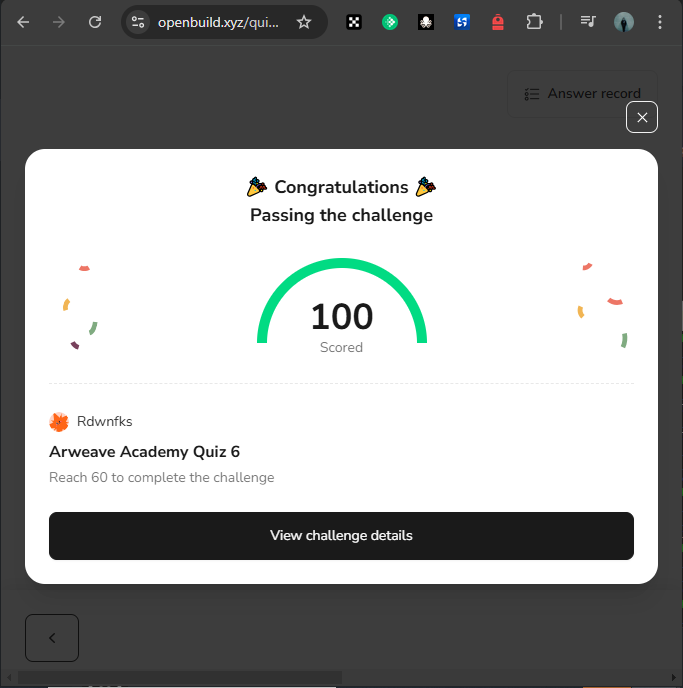 openbuild.xyz/qui...
Answer record
Congratulations
Passing the challenge
100
Scored
Rdwnfks
Arweave Academy Quiz 6
Reach 60 to complete the challenge
View challenge details